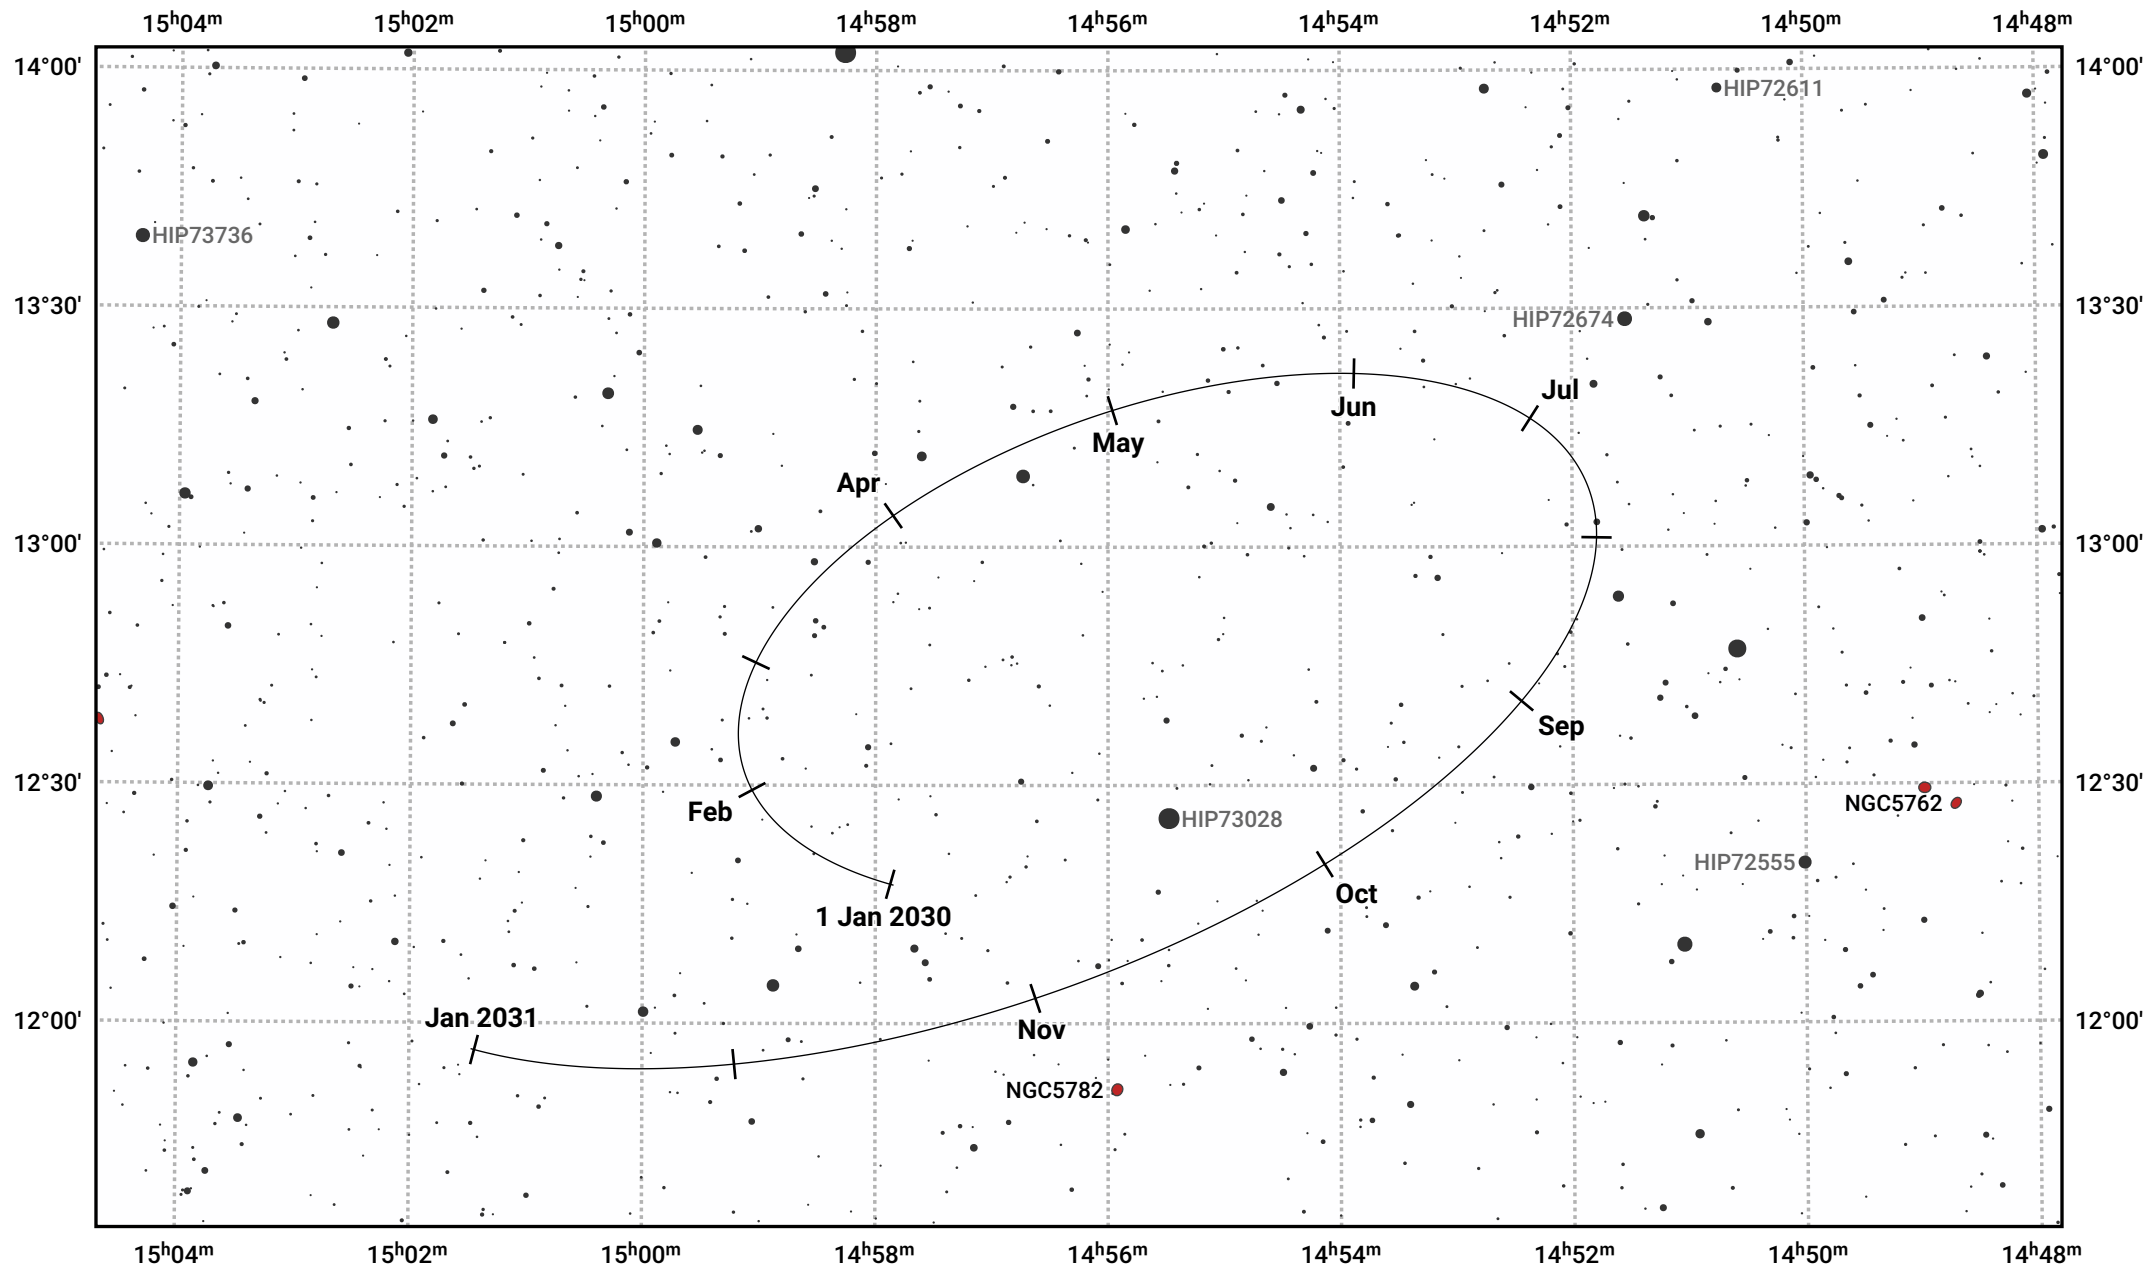 15ʰ04ᵐ 15ʰ02ᵐ 15ʰ00ᵐ 14ʰ58ᵐ 14ʰ56ᵐ 14ʰ54ᵐ 14ʰ52ᵐ 14ʰ50ᵐ 14ʰ48ᵐ
14°00' 14°00'
HIP72611
HIP73736
13°30' 13°30'
HIP72674
Jul
Jun
May
Apr
13°00' 13°00'
Sep
12°30' 12°30'
NGC5762
Feb
HIP73028
HIP72555
Oct
1 Jan 2030
Jan 2031
12°00' 12°00'
Nov
NGC5782
15ʰ04ᵐ 15ʰ02ᵐ 15ʰ00ᵐ 14ʰ58ᵐ 14ʰ56ᵐ 14ʰ54ᵐ 14ʰ52ᵐ 14ʰ50ᵐ 14ʰ48ᵐ